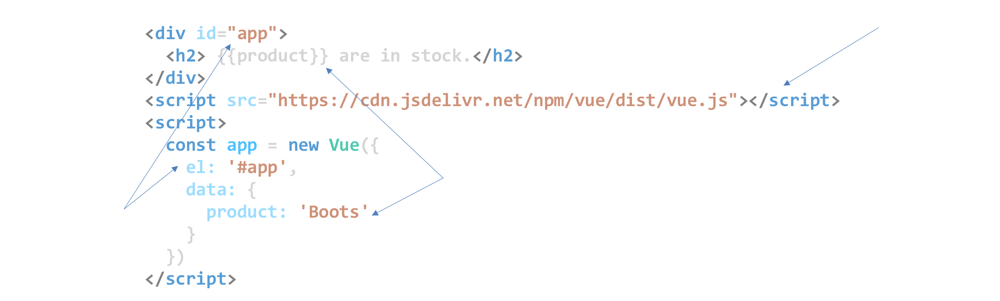 <div id="app">
  <h2> {{product}} are in stock.</h2>
</div>
<script src="https://cdn.jsdelivr.net/npm/vue/dist/vue.js"></script>
<script>
  const app = new Vue({
    el: '#app',
    data: {
      product: 'Boots'
    }
  })
</script>